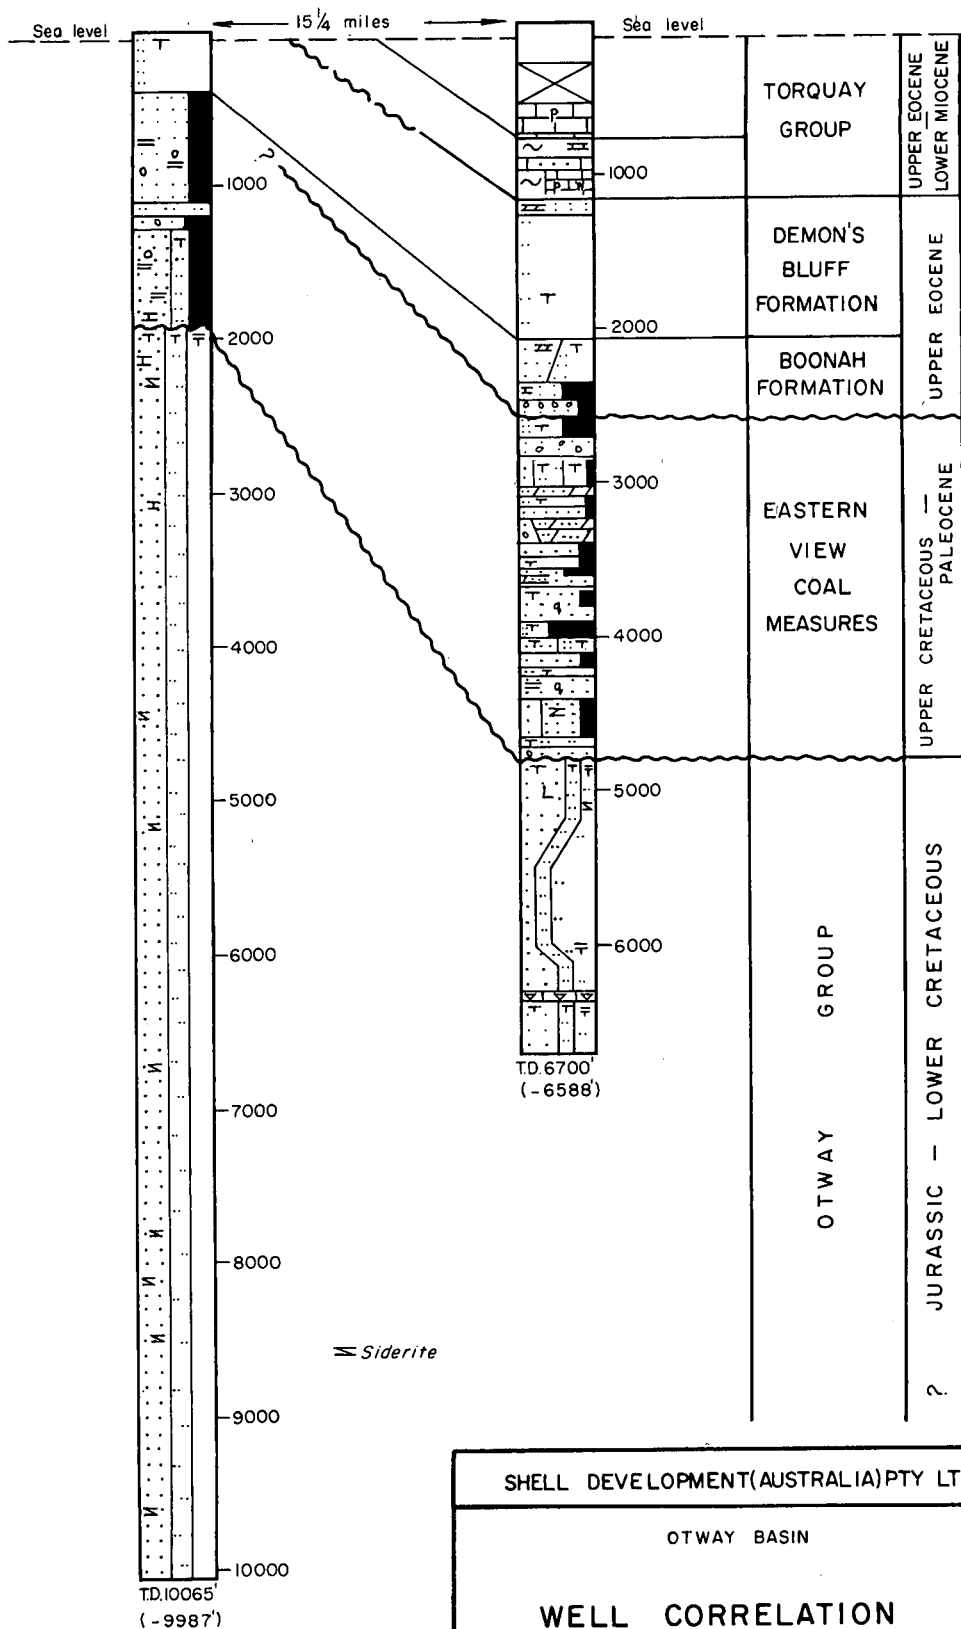 15 1/4 miles
Sea level
Sea level
1000
2000
3000
4000
5000
6000
7000
8000
9000
10000
T.D.10065'
(-9987')
1000
2000
3000
4000
5000
6000
T.D.6700'
(-6588')
?
Siderite
TORQUAY
GROUP
DEMON'S
BLUFF
FORMATION
BOONAH
FORMATION
EASTERN
VIEW
COAL
MEASURES
OTWAY GROUP
UPPER EOCENE —
LOWER MIOCENE
UPPER EOCENE
UPPER CRETACEOUS —
PALEOCENE
? JURASSIC — LOWER CRETACEOUS
SHELL DEVELOPMENT(AUSTRALIA)PTY LT
OTWAY BASIN
WELL CORRELATION